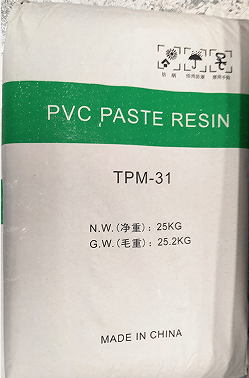 PVC PASTE RESIN
TPM-31
N.W.(净重)：25KG
G.W.(毛重)：25.2KG
MADE IN CHINA